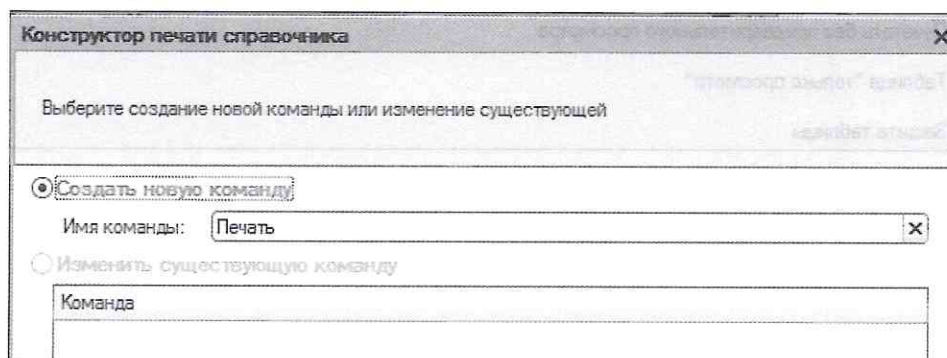 Конструктор печати справочника
Выберите создание новой команды или изменение существующей
Создать новую команду
Имя команды: Печать
Изменить существующую команду
Команда